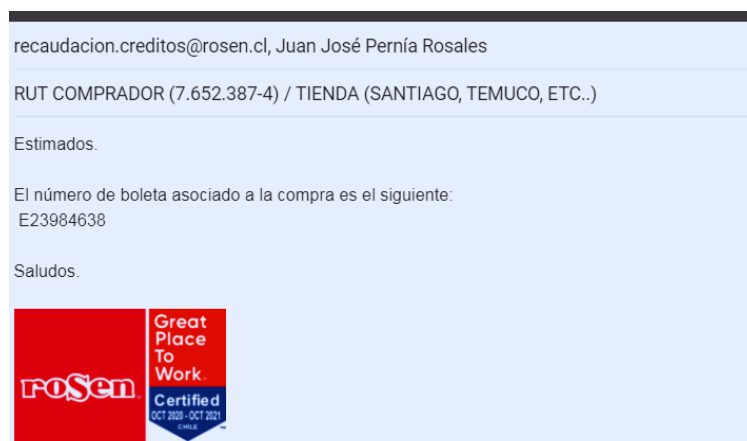 recaudacion.creditos@rosen.cl, Juan José Pernía Rosales
RUT COMPRADOR (7.652.387-4) / TIENDA (SANTIAGO, TEMUCO, ETC..)
Estimados.
El número de boleta asociado a la compra es el siguiente:
E23984638
Saludos.
roSen
Great
Place
To
Work.
Certified
OCT 2020 - OCT 2021
CHILE